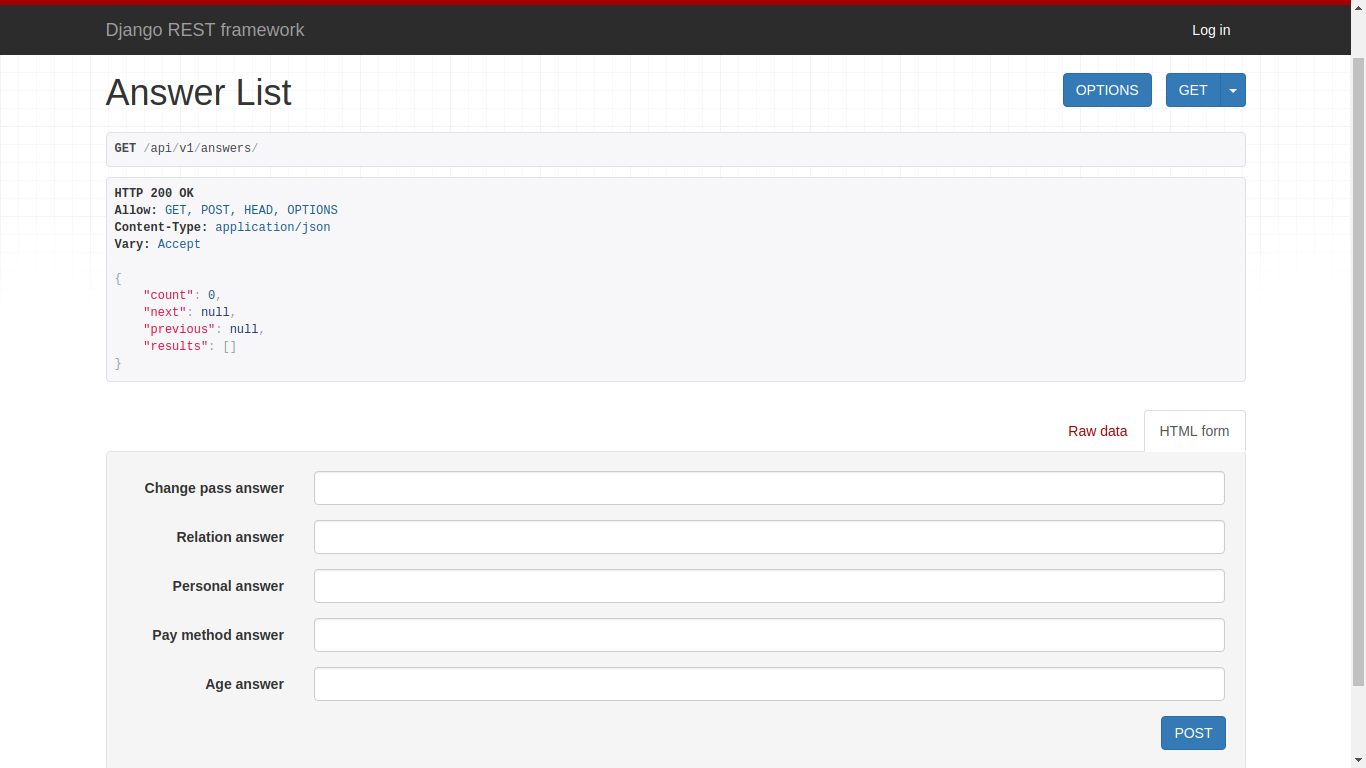 Django REST framework
Log in
Answer List
OPTIONS
GET
GET /api/v1/answers/
HTTP 200 OK
Allow: GET, POST, HEAD, OPTIONS
Content-Type: application/json
Vary: Accept
{
    "count": 0,
    "next": null,
    "previous": null,
    "results": []
}
Raw data
HTML form
Change pass answer
Relation answer
Personal answer
Pay method answer
Age answer
POST